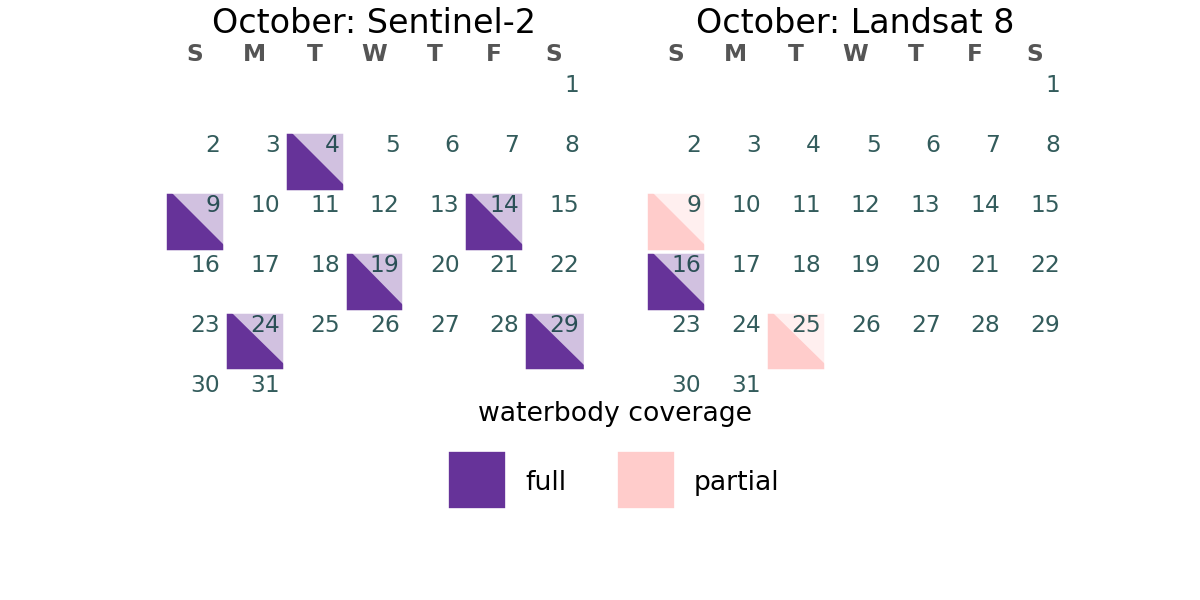 October: Sentinel-2
S M T W T F S
1
2 3 4 5 6 7 8
9 10 11 12 13 14 15
16 17 18 19 20 21 22
23 24 25 26 27 28 29
30 31
October: Landsat 8
S M T W T F S
1
2 3 4 5 6 7 8
9 10 11 12 13 14 15
16 17 18 19 20 21 22
23 24 25 26 27 28 29
30 31
waterbody coverage
full partial